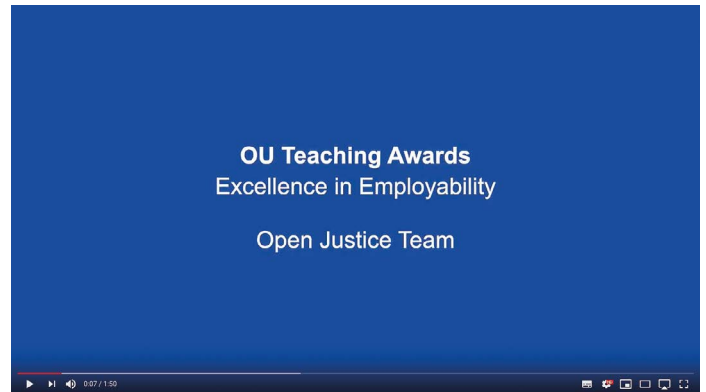 OU Teaching Awards
Excellence in Employability
Open Justice Team
0:07 / 1:50